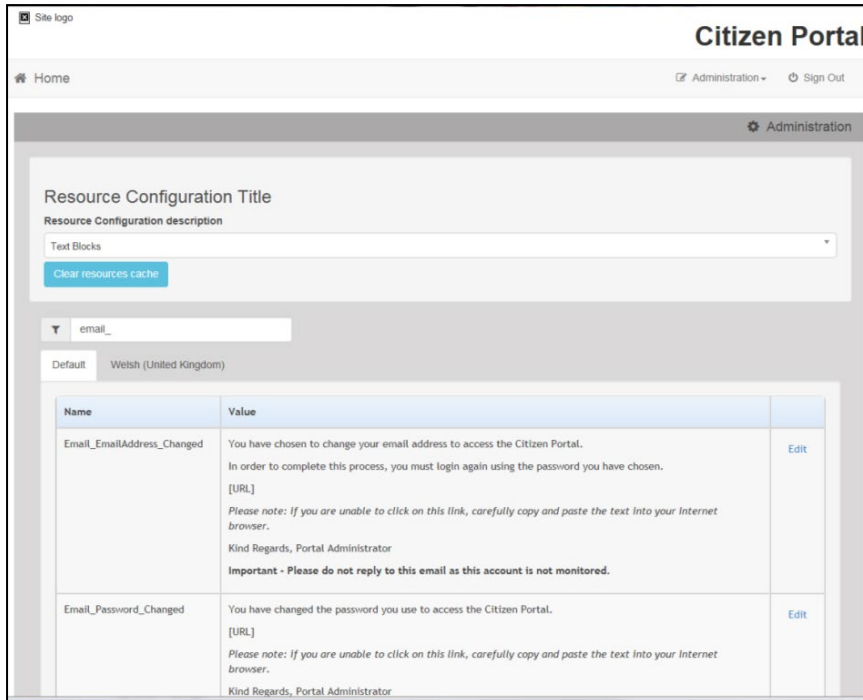 Site logo
Citizen Portal
Home
Administration
Sign Out
Administration
Resource Configuration Title
Resource Configuration description
Text Blocks
Clear resources cache
email_
Default
Welsh (United Kingdom)
Name
Value
Email_EmailAddress_Changed
You have chosen to change your email address to access the Citizen Portal.
Edit
In order to complete this process, you must login again using the password you have chosen.
[URL]
Please note: if you are unable to click on this link, carefully copy and paste the text into your Internet
browser.
Kind Regards, Portal Administrator
Important - Please do not reply to this email as this account is not monitored.
Email_Password_Changed
You have changed the password you use to access the Citizen Portal.
Edit
[URL]
Please note: if you are unable to click on this link, carefully copy and paste the text into your Internet
browser.
Kind Regards, Portal Administrator